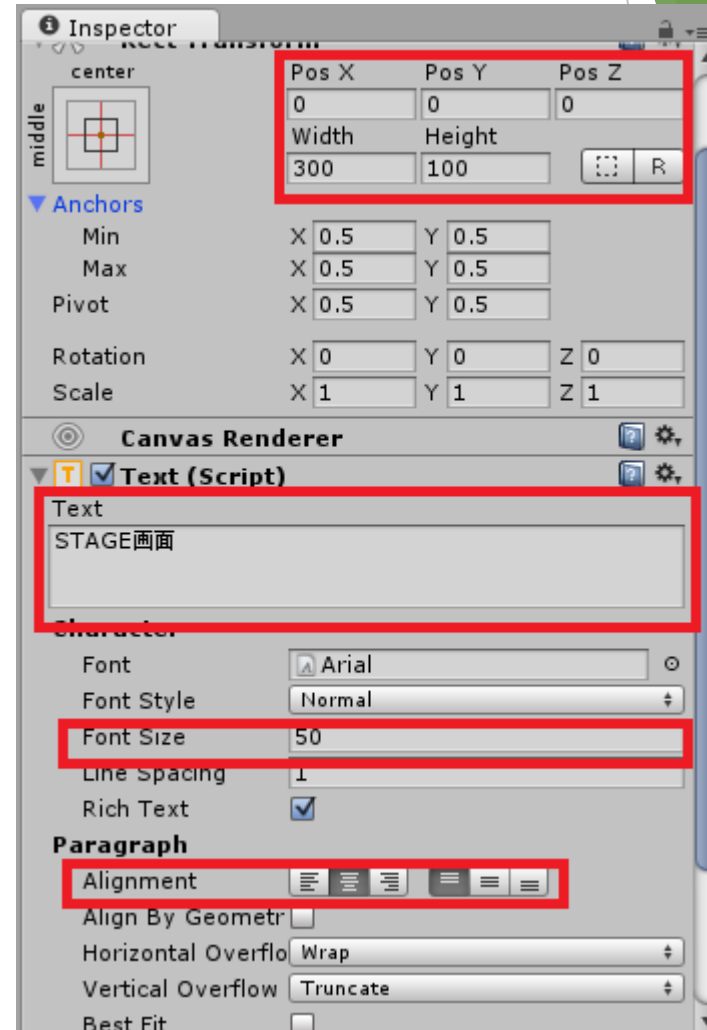 Inspector
Rect Transform
center
Pos X Pos Y Pos Z
middle
0 0 0
Width Height
300 100 R
Anchors
Min X 0.5 Y 0.5
Max X 0.5 Y 0.5
Pivot X 0.5 Y 0.5
Rotation X 0 Y 0 Z 0
Scale X 1 Y 1 Z 1
Canvas Renderer
T Text (Script)
Text
STAGE画面
Character
Font Arial
Font Style Normal
Font Size 50
Line Spacing 1
Rich Text
Paragraph
Alignment
Align By Geometr
Horizontal Overflo Wrap
Vertical Overflow Truncate
Best Fit